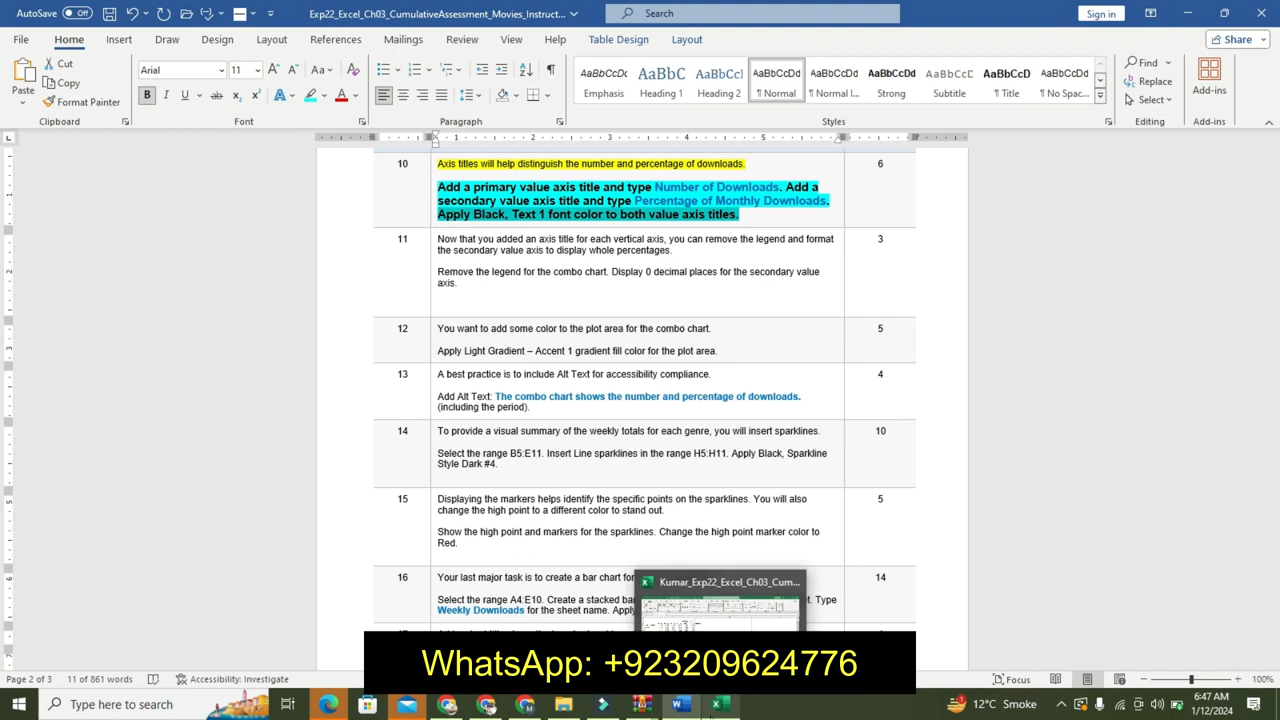 Exp22_Excel_Ch03_Cum...
Search
Sign in
File Home Insert Draw Design Layout References Mailings Review View Help Table Design Layout
Share
Paste
Cut
Copy
Format Painter
Clipboard
Arial 11
Font
Paragraph
AaBbCcDc AaBbC AaBbCcl AaBbCcDd AaBbCcDd AaBbCcDd AaBbCcDc AaBbCcD AaBbCcDd
Emphasis Heading 1 Heading 2 ¶ Normal ¶ Normal I... Strong Subtitle ¶ Title ¶ No Spac...
Styles
Find
Replace
Select
Editing
Add-ins
Add-ins
10 Axis titles will help distinguish the number and percentage of downloads. 6
Add a primary value axis title and type Number of Downloads. Add a
secondary value axis title and type Percentage of Monthly Downloads.
Apply Black, Text 1 font color to both value axis titles.
11 Now that you added an axis title for each vertical axis, you can remove the legend and format 3
the secondary value axis to display whole percentages.
Remove the legend for the combo chart. Display 0 decimal places for the secondary value
axis.
12 You want to add some color to the plot area for the combo chart. 5
Apply Light Gradient – Accent 1 gradient fill color for the plot area.
13 A best practice is to include Alt Text for accessibility compliance. 4
Add Alt Text: The combo chart shows the number and percentage of downloads.
(including the period).
14 To provide a visual summary of the weekly totals for each genre, you will insert sparklines. 10
Select the range B5:E11. Insert Line sparklines in the range H5:H11. Apply Black, Sparkline
Style Dark #4.
15 Displaying the markers helps identify the specific points on the sparklines. You will also 5
change the high point to a different color to stand out.
Show the high point and markers for the sparklines. Change the high point marker color to
Red.
16 Your last major task is to create a bar chart for 14
Kumar_Exp22_Excel_Ch03_Cum...
Select the range A4:E10. Create a stacked ba t. Type
Weekly Downloads for the sheet name. Apply
WhatsApp: +923209624776
Page 2 of 3 11 of 861 words Accessibility: Investigate
Focus
100%
Type here to search
12°C Smoke
6:47 AM
1/12/2024